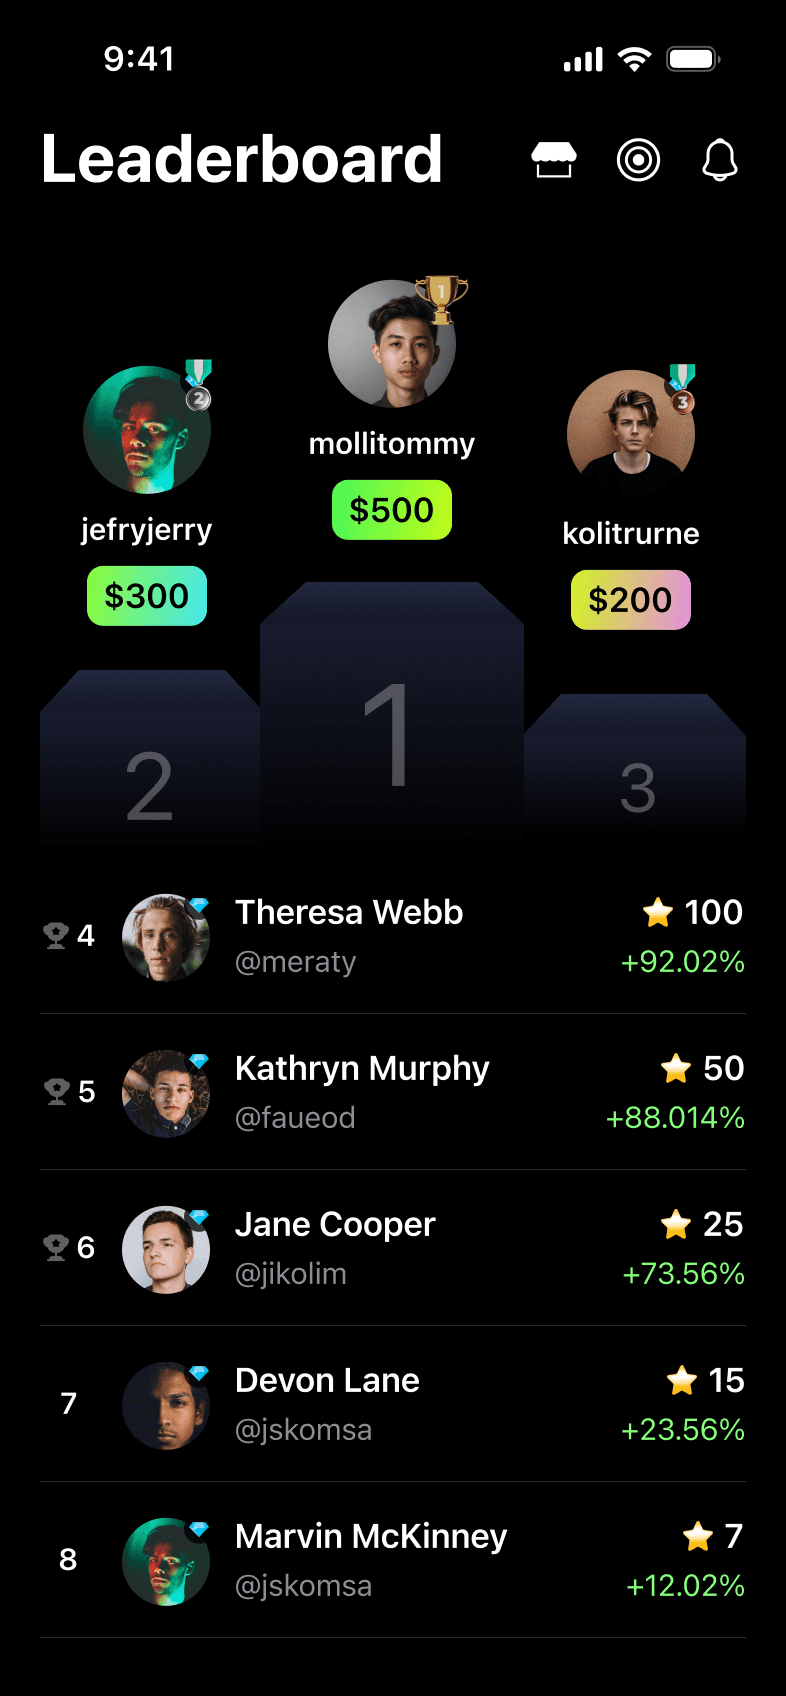 9:41
Leaderboard
1
mollitommy
$500
2
jefryjerry
$300
3
kolitrurne
$200
1
2
3
4
Theresa Webb
100
@meraty
+92.02%
5
Kathryn Murphy
50
@faueod
+88.014%
6
Jane Cooper
25
@jikolim
+73.56%
7
Devon Lane
15
@jskomsa
+23.56%
8
Marvin McKinney
7
@jskomsa
+12.02%